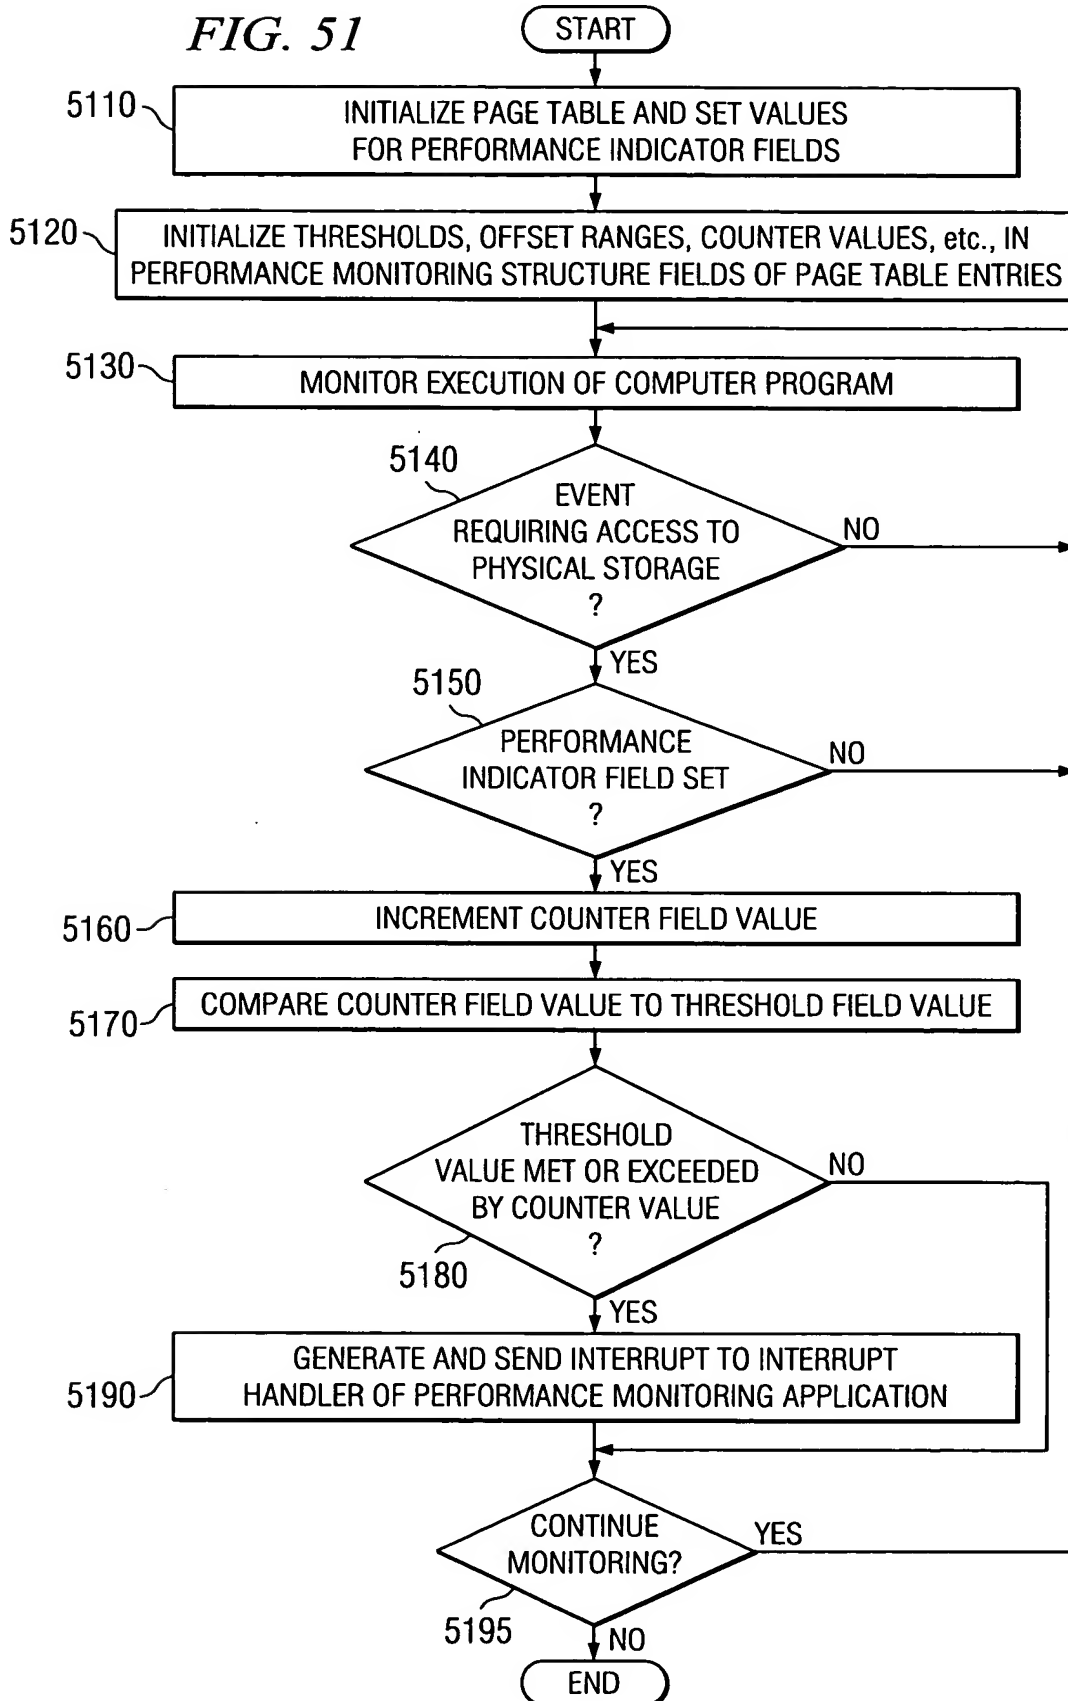 FIG. 51
START
5110
INITIALIZE PAGE TABLE AND SET VALUES
FOR PERFORMANCE INDICATOR FIELDS
5120
INITIALIZE THRESHOLDS, OFFSET RANGES, COUNTER VALUES, etc., IN
PERFORMANCE MONITORING STRUCTURE FIELDS OF PAGE TABLE ENTRIES
5130
MONITOR EXECUTION OF COMPUTER PROGRAM
5140
EVENT
REQUIRING ACCESS TO
PHYSICAL STORAGE
?
NO
YES
5150
PERFORMANCE
INDICATOR FIELD SET
?
NO
YES
5160
INCREMENT COUNTER FIELD VALUE
5170
COMPARE COUNTER FIELD VALUE TO THRESHOLD FIELD VALUE
THRESHOLD
VALUE MET OR EXCEEDED
BY COUNTER VALUE
?
NO
5180
YES
5190
GENERATE AND SEND INTERRUPT TO INTERRUPT
HANDLER OF PERFORMANCE MONITORING APPLICATION
CONTINUE
MONITORING?
YES
5195
NO
END